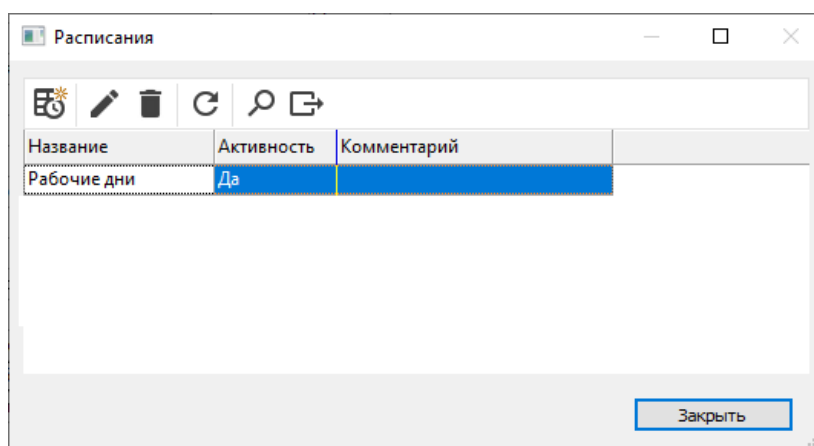 Расписания
Название Активность Комментарий
Рабочие дни Да
Закрыть